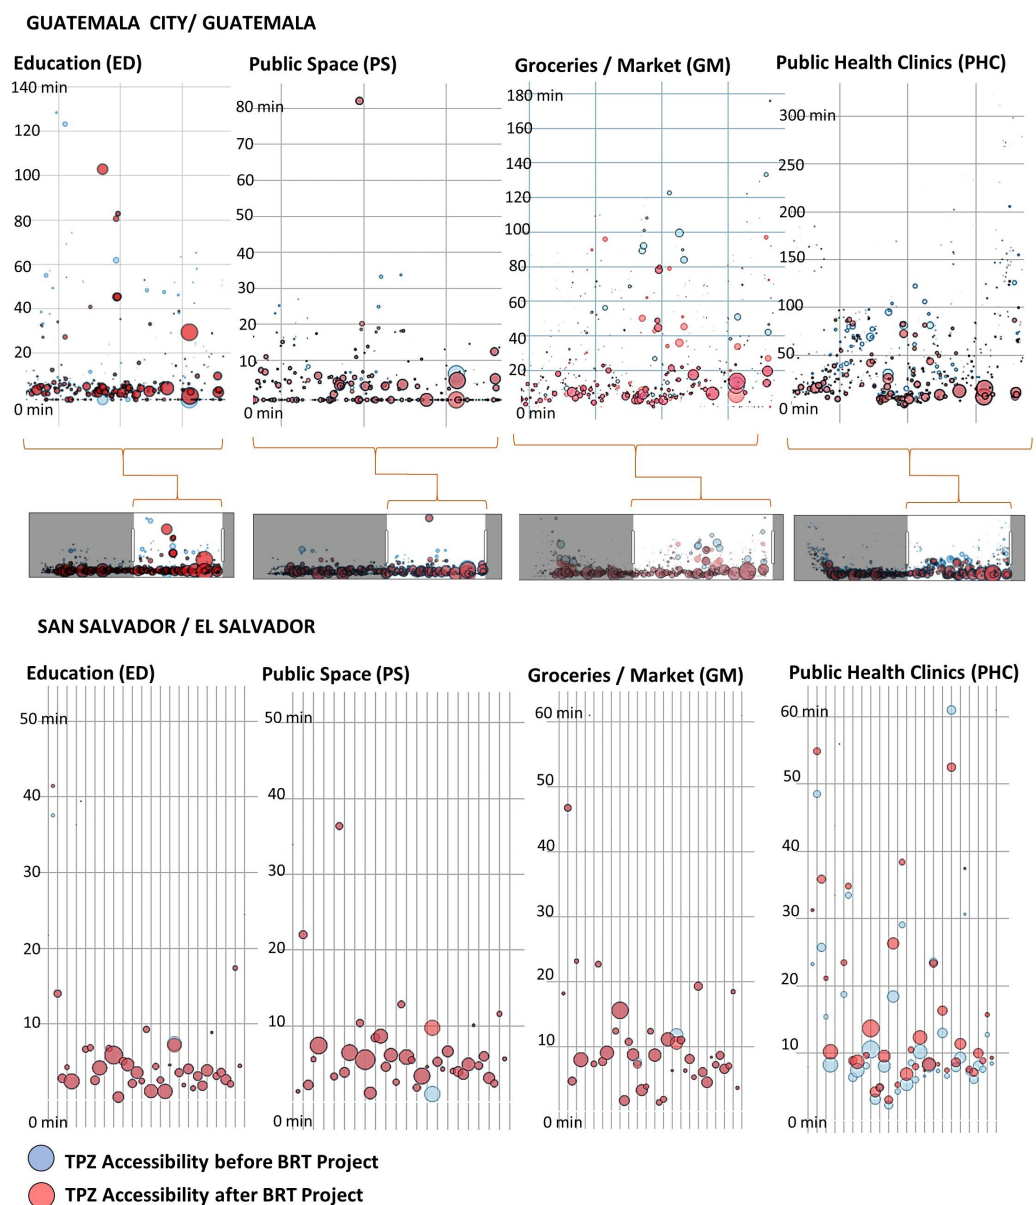 GUATEMALA CITY/ GUATEMALA
Education (ED)
Public Space (PS)
Groceries / Market (GM)
Public Health Clinics (PHC)
140 min
120
100
80
60
40
20
0 min
80 min
70
60
50
40
30
20
10
0 min
180 min
160
140
120
100
80
60
40
20
0 min
300 min
250
200
150
100
50
0 min
SAN SALVADOR / EL SALVADOR
Education (ED)
Public Space (PS)
Groceries / Market (GM)
Public Health Clinics (PHC)
50 min
40
30
20
10
0 min
50 min
40
30
20
10
0 min
60 min
50
40
30
20
10
0 min
60 min
50
40
30
20
10
0 min
TPZ Accessibility before BRT Project
TPZ Accessibility after BRT Project